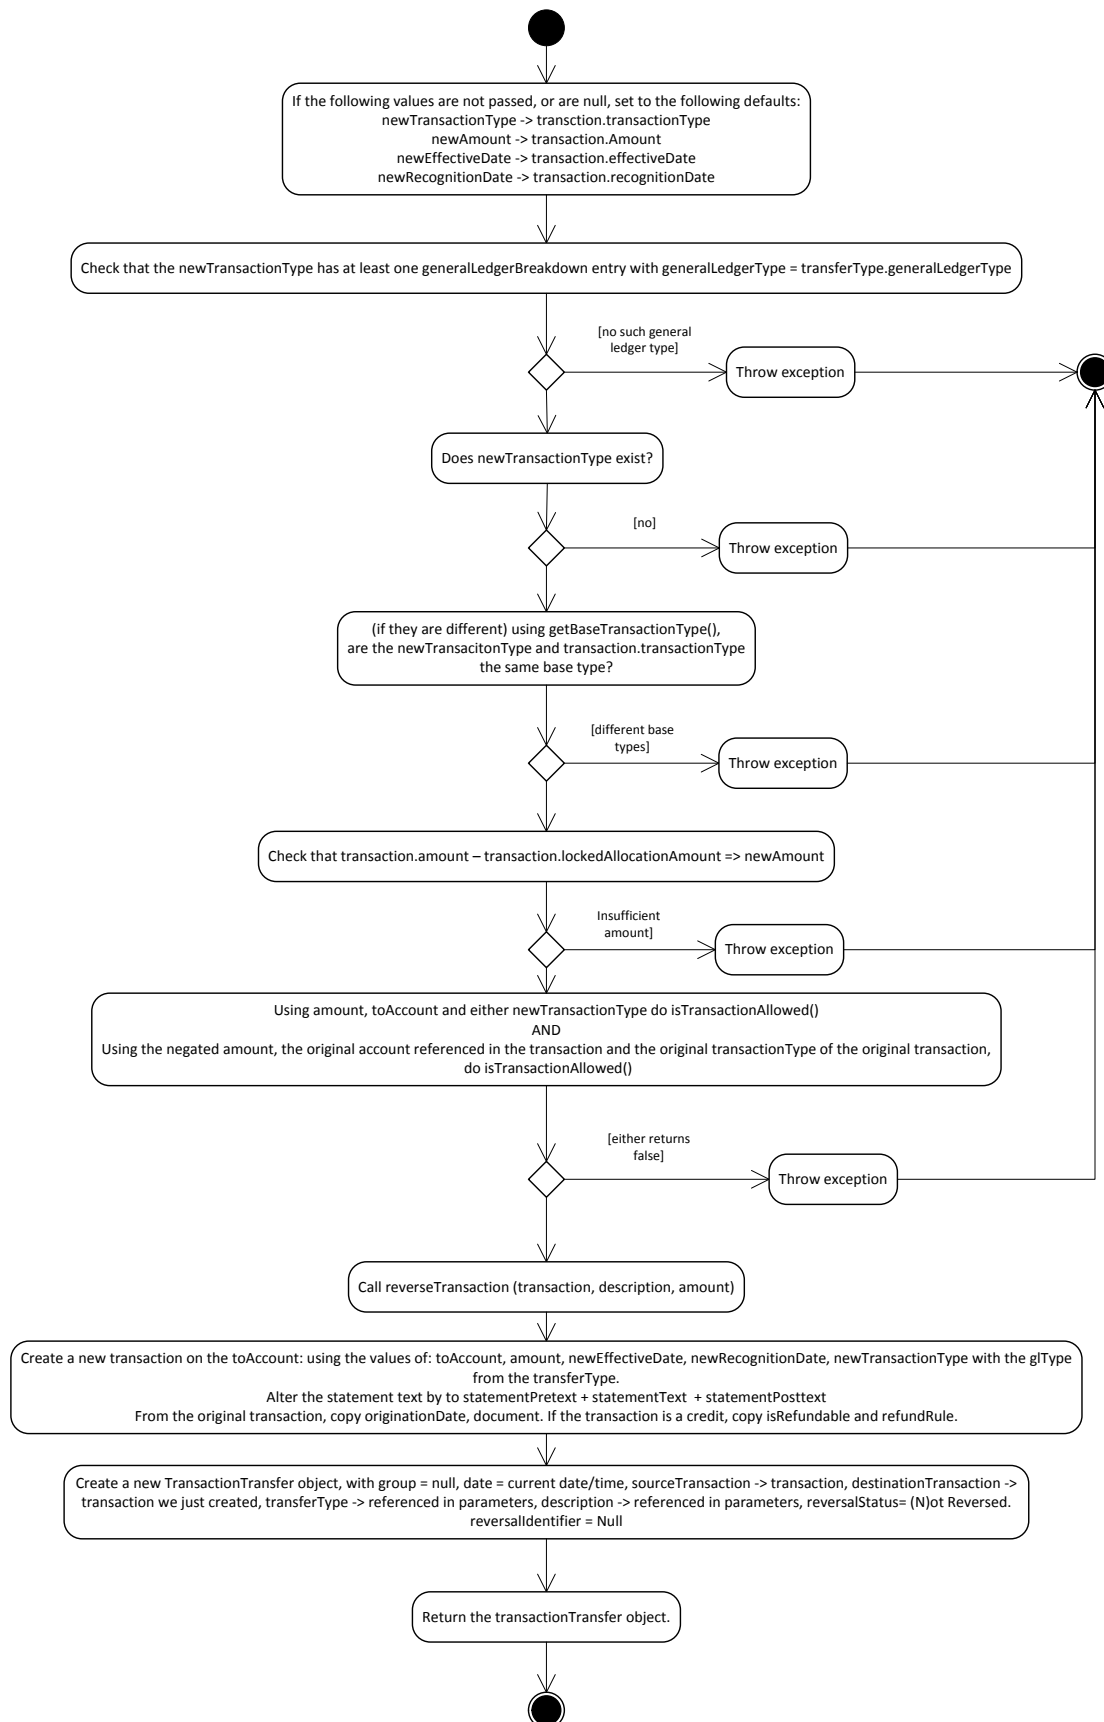 If the following values are not passed, or are null, set to the following defaults:
newTransactionType -> transction.transactionType
newAmount -> transaction.Amount
newEffectiveDate -> transaction.effectiveDate
newRecognitionDate -> transaction.recognitionDate
Check that the newTransactionType has at least one generalLedgerBreakdown entry with generalLedgerType = transferType.generalLedgerType
[no such general
ledger type]
Throw exception
Does newTransactionType exist?
[no]
Throw exception
(if they are different) using getBaseTransactionType(),
are the newTransacitonType and transaction.transactionType
the same base type?
[different base
types]
Throw exception
Check that transaction.amount – transaction.lockedAllocationAmount => newAmount
Insufficient
amount]
Throw exception
Using amount, toAccount and either newTransactionType do isTransactionAllowed()
AND
Using the negated amount, the original account referenced in the transaction and the original transactionType of the original transaction,
do isTransactionAllowed()
[either returns
false]
Throw exception
Call reverseTransaction (transaction, description, amount)
Create a new transaction on the toAccount: using the values of: toAccount, amount, newEffectiveDate, newRecognitionDate, newTransactionType with the glType
from the transferType.
Alter the statement text by to statementPretext + statementText + statementPosttext
From the original transaction, copy originationDate, document. If the transaction is a credit, copy isRefundable and refundRule.
Create a new TransactionTransfer object, with group = null, date = current date/time, sourceTransaction -> transaction, destinationTransaction ->
transaction we just created, transferType -> referenced in parameters, description -> referenced in parameters, reversalStatus= (N)ot Reversed.
reversalIdentifier = Null
Return the transactionTransfer object.